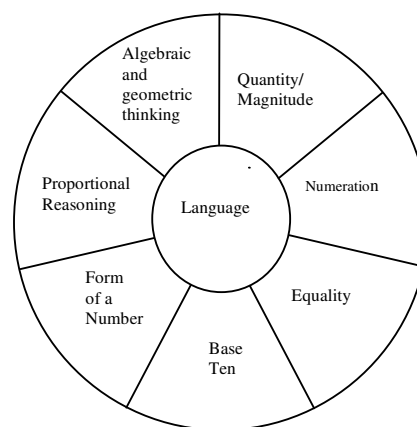 Algebraic
and
geometric
thinking
Quantity/
Magnitude
Numeration
Equality
Base
Ten
Form
of a
Number
Proportional
Reasoning
Language